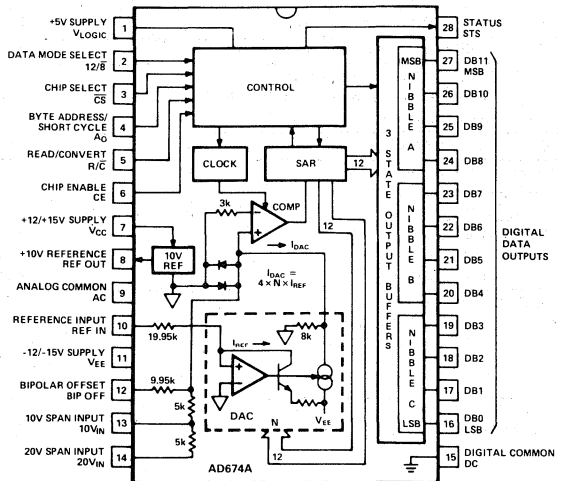 +5V SUPPLY
VLOGIC
1
DATA MODE SELECT
12/8̅
2
CHIP SELECT
C̅S̅
3
BYTE ADDRESS/
SHORT CYCLE
AO
4
READ/CONVERT
R/C̅
5
CHIP ENABLE
CE
6
+12/+15V SUPPLY
VCC
7
+10V REFERENCE
REF OUT
8
ANALOG COMMON
AC
9
REFERENCE INPUT
REF IN
10
-12/-15V SUPPLY
VEE
11
BIPOLAR OFFSET
BIP OFF
12
10V SPAN INPUT
10VIN
13
20V SPAN INPUT
20VIN
14
CONTROL
CLOCK
SAR
12
3k
COMP
10V
REF
IDAC
12
IDAC =
4 × N × IREF
19.95k
IREF
8k
9.95k
5k
5k
DAC
VEE
N
12
AD674A
3 STATE OUTPUT BUFFERS
MSB
NIBBLE A
NIBBLE B
NIBBLE C
LSB
28
STATUS
STS
27
DB11
MSB
26
DB10
25
DB9
24
DB8
23
DB7
22
DB6
21
DB5
20
DB4
19
DB3
18
DB2
17
DB1
16
DB0
LSB
15
DIGITAL COMMON
DC
DIGITAL
DATA
OUTPUTS